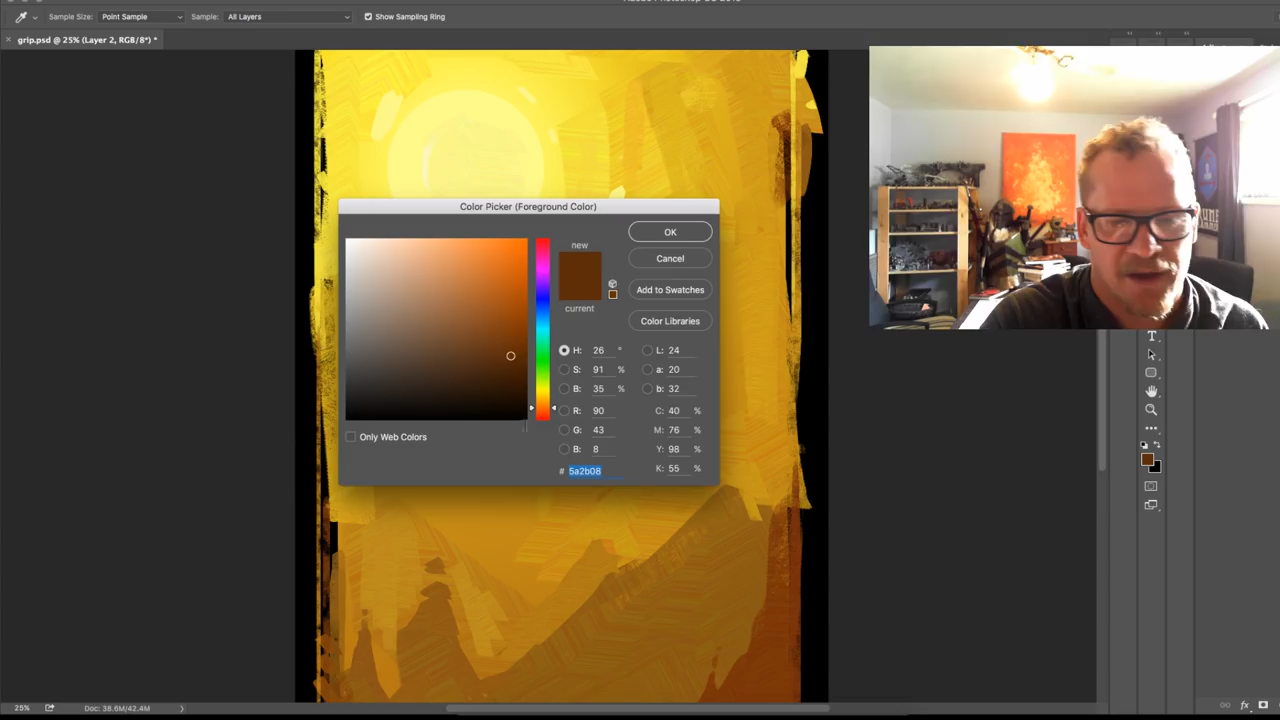 Sample Size: Point Sample Sample: All Layers Show Sampling Ring
× grip.psd @ 25% (Layer 2, RGB/8*) *
Color Picker (Foreground Color)
new
current
OK
Cancel
Add to Swatches
Color Libraries
H: 26 ° L: 24
S: 91 % a: 20
B: 35 % b: 32
R: 90 C: 40 %
G: 43 M: 76 %
B: 8 Y: 98 %
# 5a2b08 K: 55 %
Only Web Colors
T
25% Doc: 38.6M/42.4M
fx